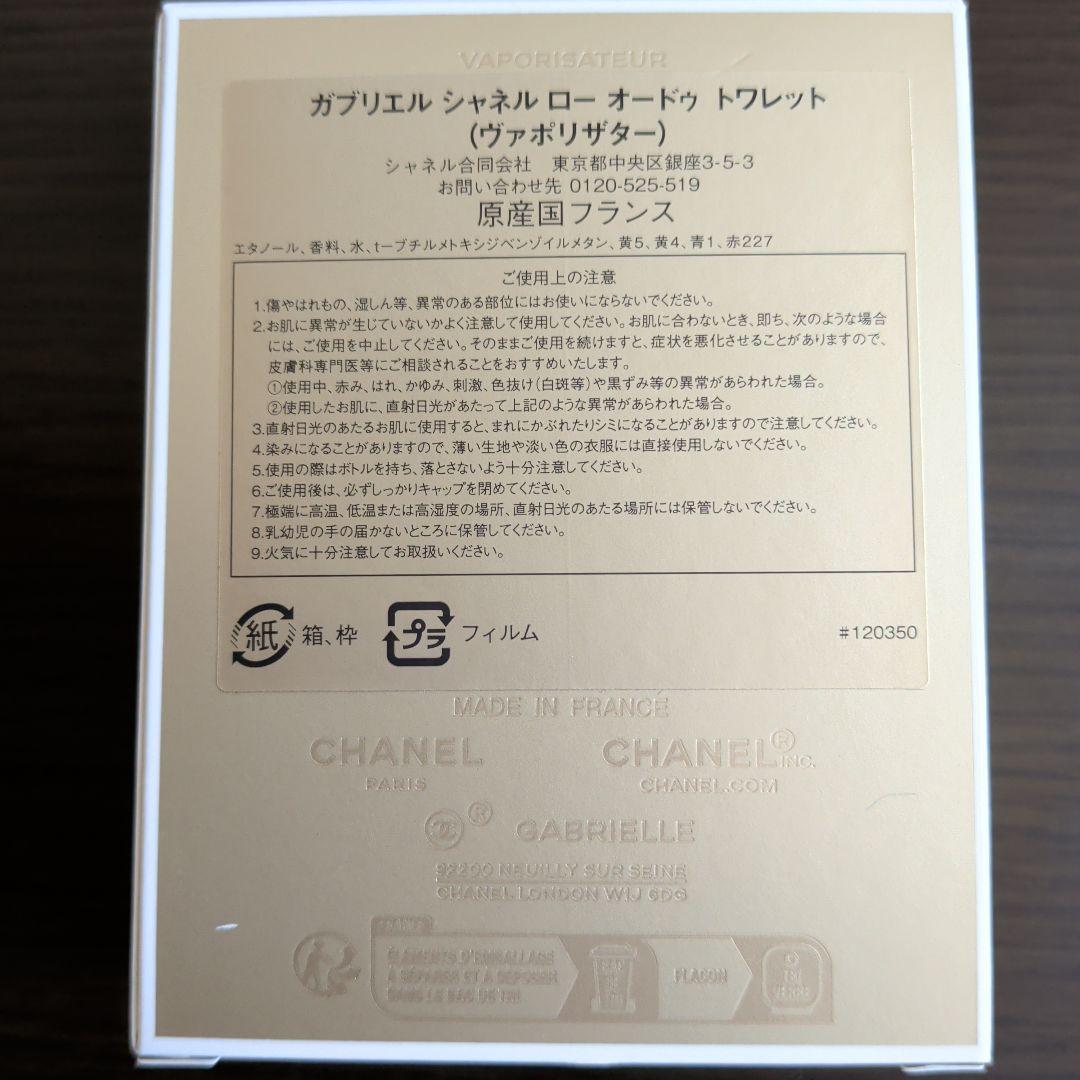 VAPORISATEUR
ガブリエル シャネル ロー オードゥ トワレット
(ヴァポリザター)
シャネル合同会社 東京都中央区銀座3-5-3
お問い合わせ先 0120-525-519
原産国フランス
エタノール、香料、水、t-ブチルメトキシジベンゾイルメタン、黄5、黄4、青1、赤227
ご使用上の注意
1.傷やはれもの、湿しん等、異常のある部位にはお使いにならないでください。
2.お肌に異常が生じていないかよく注意して使用してください。お肌に合わないとき、即ち、次のような場合
には、ご使用を中止してください。そのままご使用を続けますと、症状を悪化させることがありますので、
皮膚科専門医等にご相談されることをおすすめいたします。
①使用中、赤み、はれ、かゆみ、刺激、色抜け(白斑等)や黒ずみ等の異常があらわれた場合。
②使用したお肌に、直射日光があたって上記のような異常があらわれた場合。
3.直射日光のあたるお肌に使用すると、まれにかぶれたりシミになることがありますので注意してください。
4.染みになることがありますので、薄い生地や淡い色の衣服には直接使用しないでください。
5.使用の際はボトルを持ち、落とさないよう十分注意してください。
6.ご使用後は、必ずしっかりキャップを閉めてください。
7.極端に高温、低温または高湿度の場所、直射日光のあたる場所には保管しないでください。
8.乳幼児の手の届かないところに保管してください。
9.火気に十分注意してお取扱いください。
紙 箱、枠 プラ フィルム #120350
MADE IN FRANCE
CHANEL CHANEL® INC.
PARIS CHANEL.COM
® GABRIELLE
92200 NEUILLY SUR SEINE
CHANEL LONDON W1J 6DG
FRANCE
ÉLÉMENTS D'EMBALLAGE
À SÉPARER ET À DÉPOSER
DANS LE BAC DE TRI
FLACON
TRI
VERRE